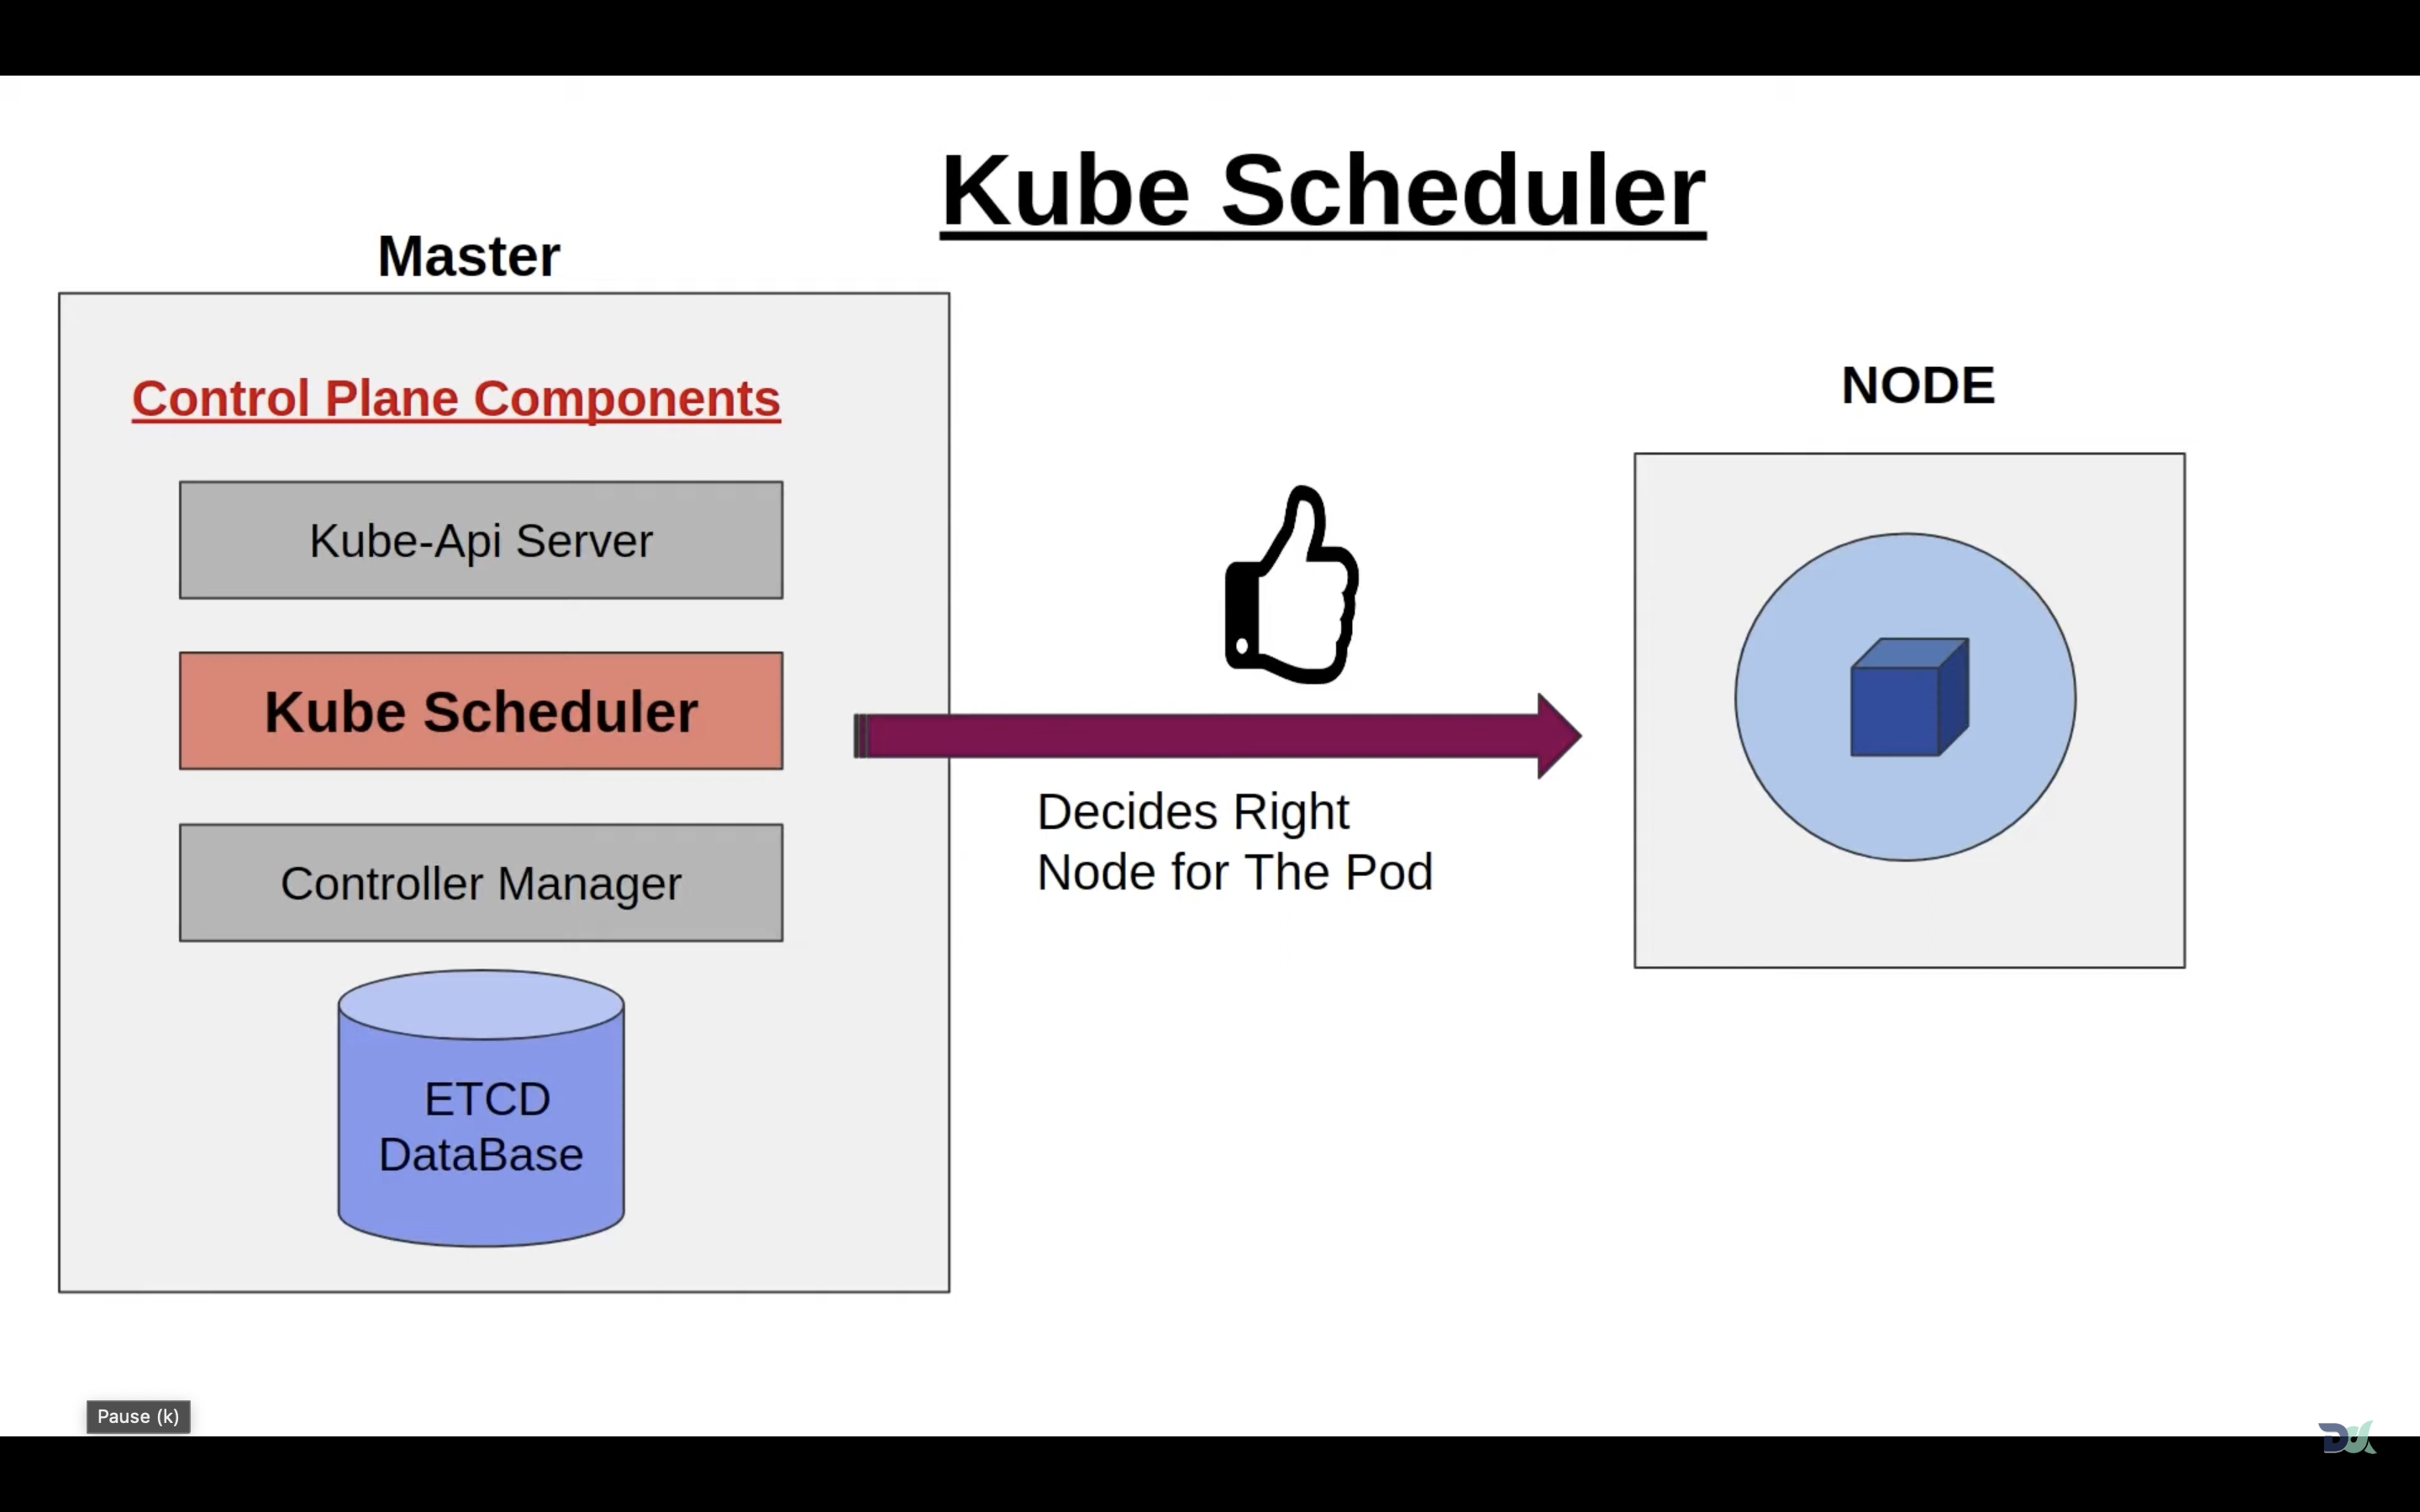 Kube Scheduler
Master
Control Plane Components
Kube-Api Server
Kube Scheduler
Controller Manager
ETCD
DataBase
Decides Right
Node for The Pod
NODE
Pause (k)